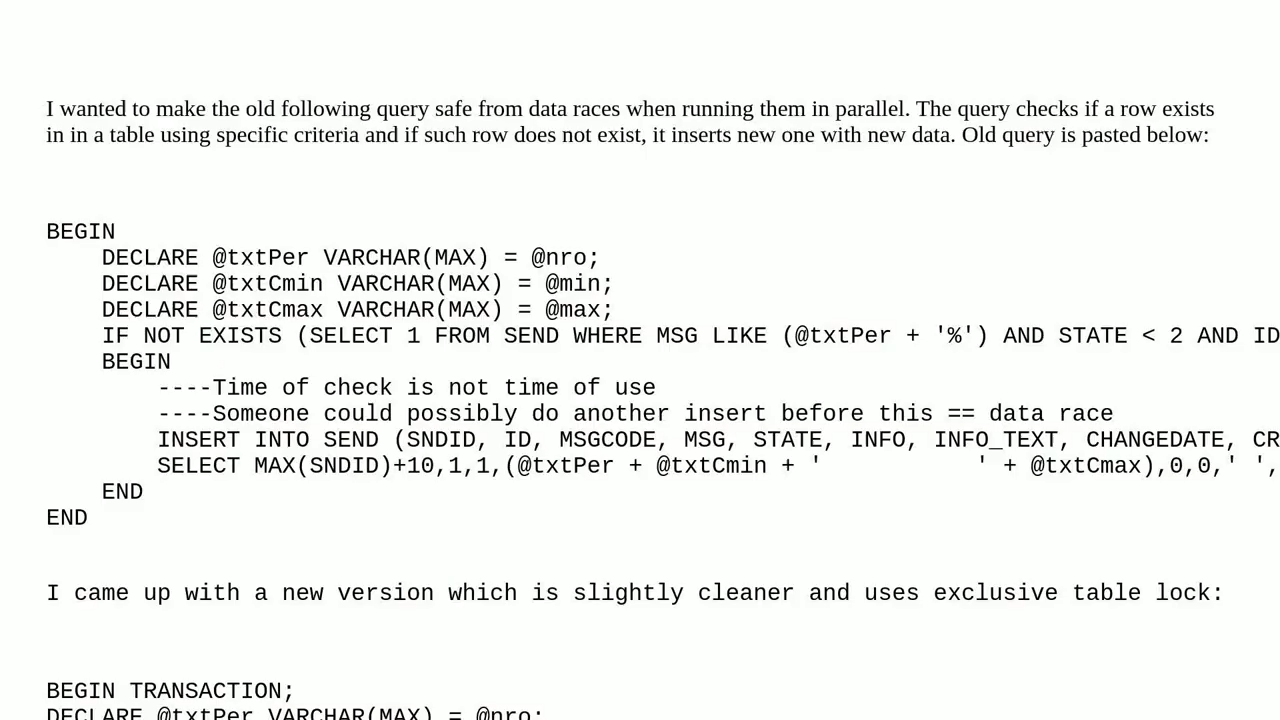 I wanted to make the old following query safe from data races when running them in parallel. The query checks if a row exists
in in a table using specific criteria and if such row does not exist, it inserts new one with new data. Old query is pasted below:
BEGIN
    DECLARE @txtPer VARCHAR(MAX) = @nro;
    DECLARE @txtCmin VARCHAR(MAX) = @min;
    DECLARE @txtCmax VARCHAR(MAX) = @max;
    IF NOT EXISTS (SELECT 1 FROM SEND WHERE MSG LIKE (@txtPer + '%') AND STATE < 2 AND ID
    BEGIN
        ----Time of check is not time of use
        ----Someone could possibly do another insert before this == data race
        INSERT INTO SEND (SNDID, ID, MSGCODE, MSG, STATE, INFO, INFO_TEXT, CHANGEDATE, CR
        SELECT MAX(SNDID)+10,1,1,(@txtPer + @txtCmin + '           ' + @txtCmax),0,0,' ',
    END
END
I came up with a new version which is slightly cleaner and uses exclusive table lock:
BEGIN TRANSACTION;
DECLARE @txtPer VARCHAR(MAX) = @nro;